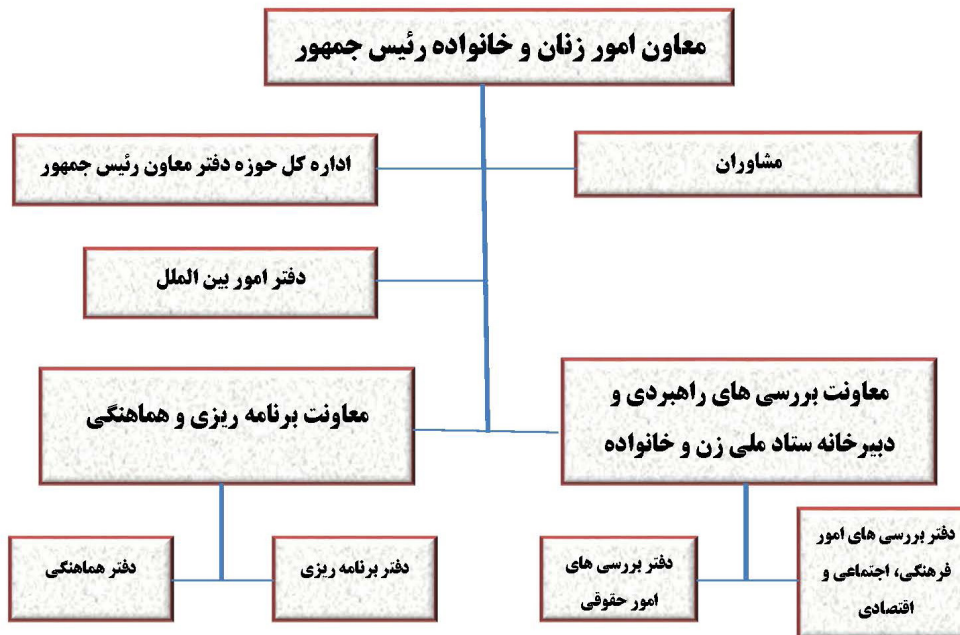 معاون امور زنان و خانواده رئیس جمهور
مشاوران
اداره کل حوزه دفتر معاون رئیس جمهور
دفتر امور بین الملل
معاونت بررسی های راهبردی و
دبیرخانه ستاد ملی زن و خانواده
معاونت برنامه ریزی و هماهنگی
دفتر بررسی های امور
فرهنگی، اجتماعی و
اقتصادی
دفتر بررسی های
امور حقوقی
دفتر برنامه ریزی
دفتر هماهنگی